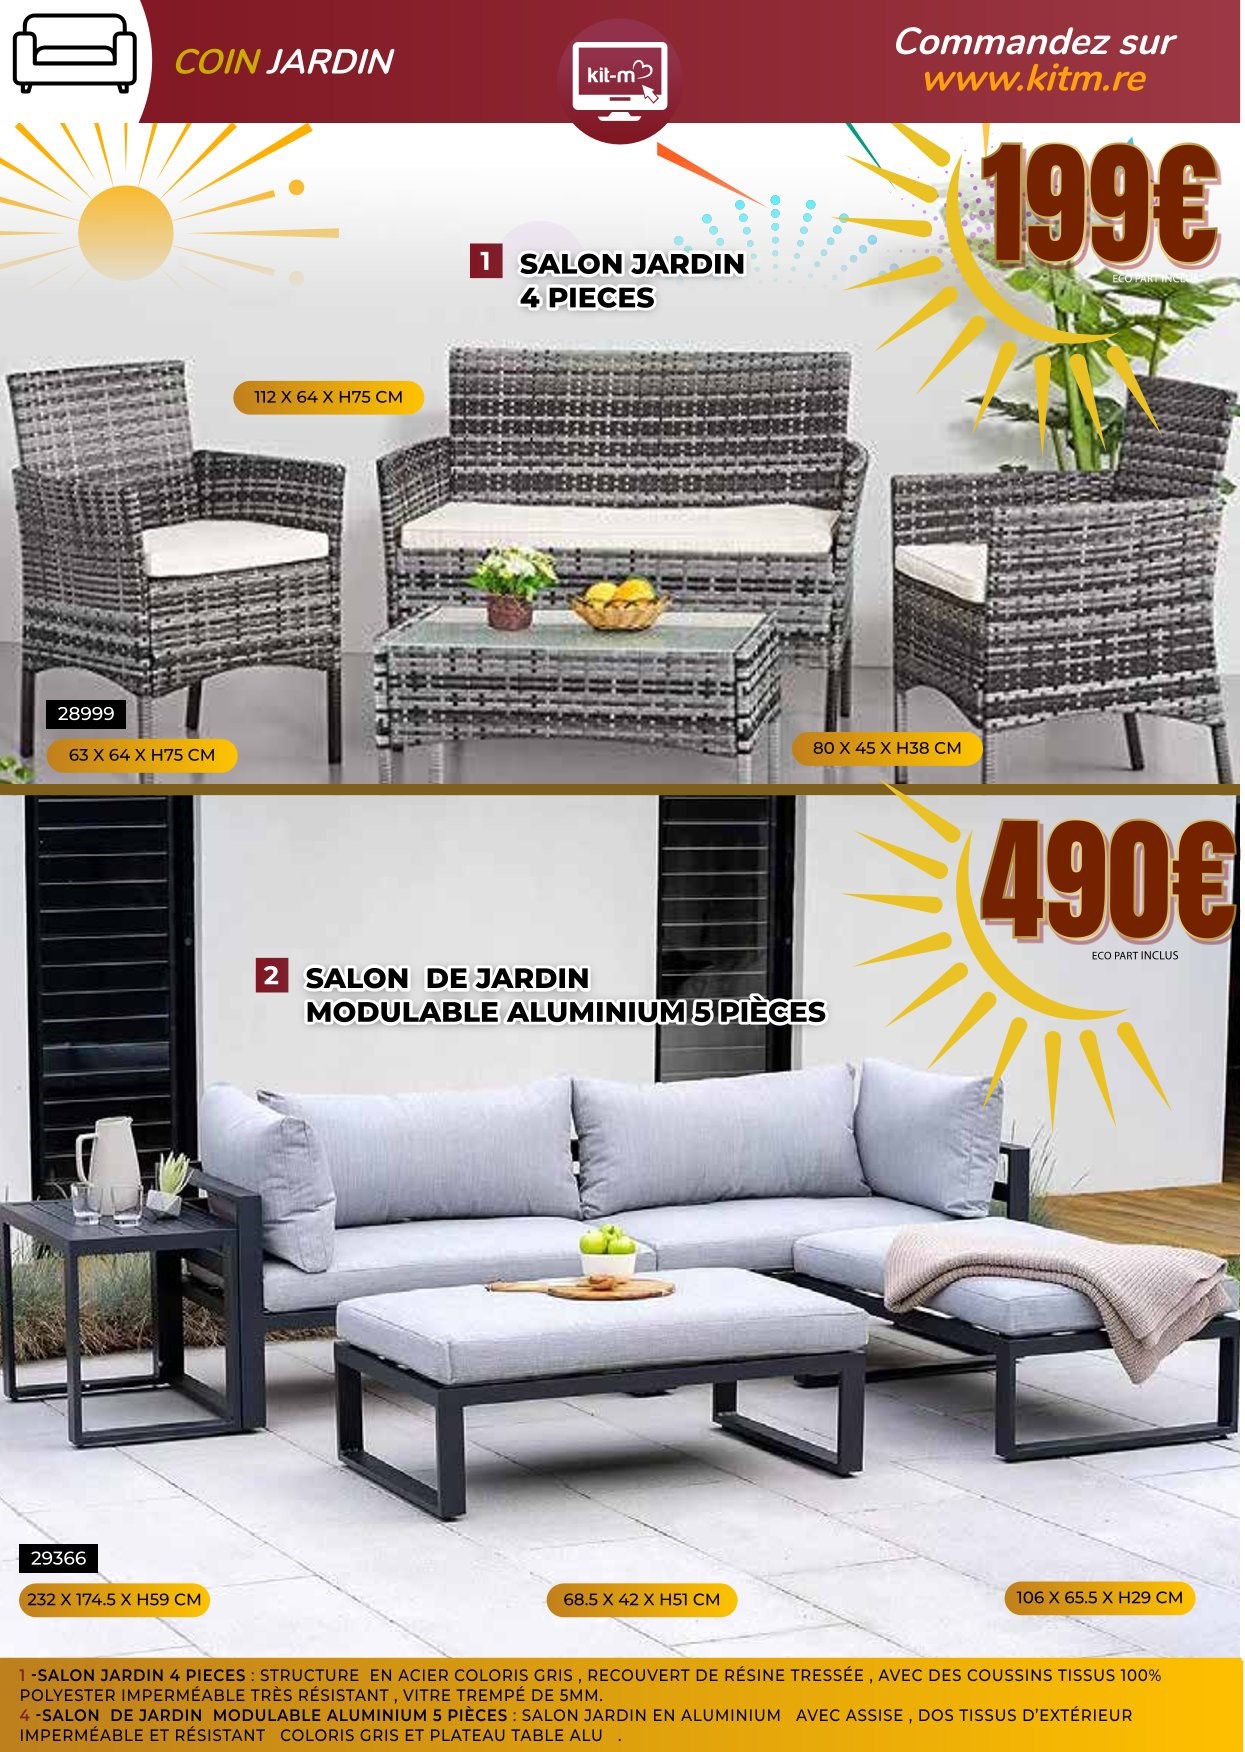 COIN JARDIN
kit-m
Commandez sur
www.kitm.re
199€
ECO PART INCLUS
1 SALON JARDIN
4 PIECES
112 X 64 X H75 CM
28999
63 X 64 X H75 CM
80 X 45 X H38 CM
490€
ECO PART INCLUS
2 SALON DE JARDIN
MODULABLE ALUMINIUM 5 PIÈCES
29366
232 X 174.5 X H59 CM
68.5 X 42 X H51 CM
106 X 65.5 X H29 CM
1 -SALON JARDIN 4 PIECES : STRUCTURE EN ACIER COLORIS GRIS , RECOUVERT DE RÉSINE TRESSÉE , AVEC DES COUSSINS TISSUS 100%
POLYESTER IMPERMÉABLE TRÈS RÉSISTANT , VITRE TREMPÉ DE 5MM.
4 -SALON DE JARDIN MODULABLE ALUMINIUM 5 PIÈCES : SALON JARDIN EN ALUMINIUM AVEC ASSISE , DOS TISSUS D'EXTÉRIEUR
IMPERMÉABLE ET RÉSISTANT COLORIS GRIS ET PLATEAU TABLE ALU .